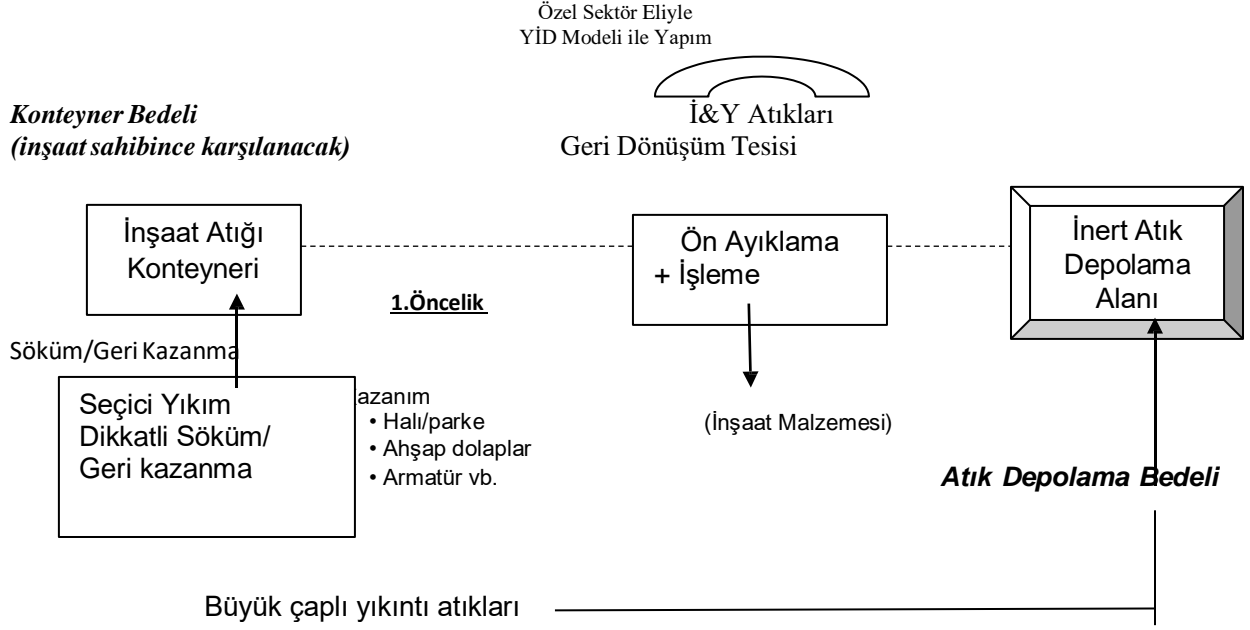 Özel Sektör Eliyle
YİD Modeli ile Yapım
Konteyner Bedeli
(inşaat sahibince karşılanacak)
İ&Y Atıkları
Geri Dönüşüm Tesisi
İnşaat Atığı
Konteyneri
Ön Ayıklama
+ İşleme
İnert Atık
Depolama
Alanı
1.Öncelik
Söküm/Geri Kazanma
Seçici Yıkım
Dikkatli Söküm/
Geri kazanma
azanım
• Halı/parke
• Ahşap dolaplar
• Armatür vb.
(İnşaat Malzemesi)
Atık Depolama Bedeli
Büyük çaplı yıkıntı atıkları